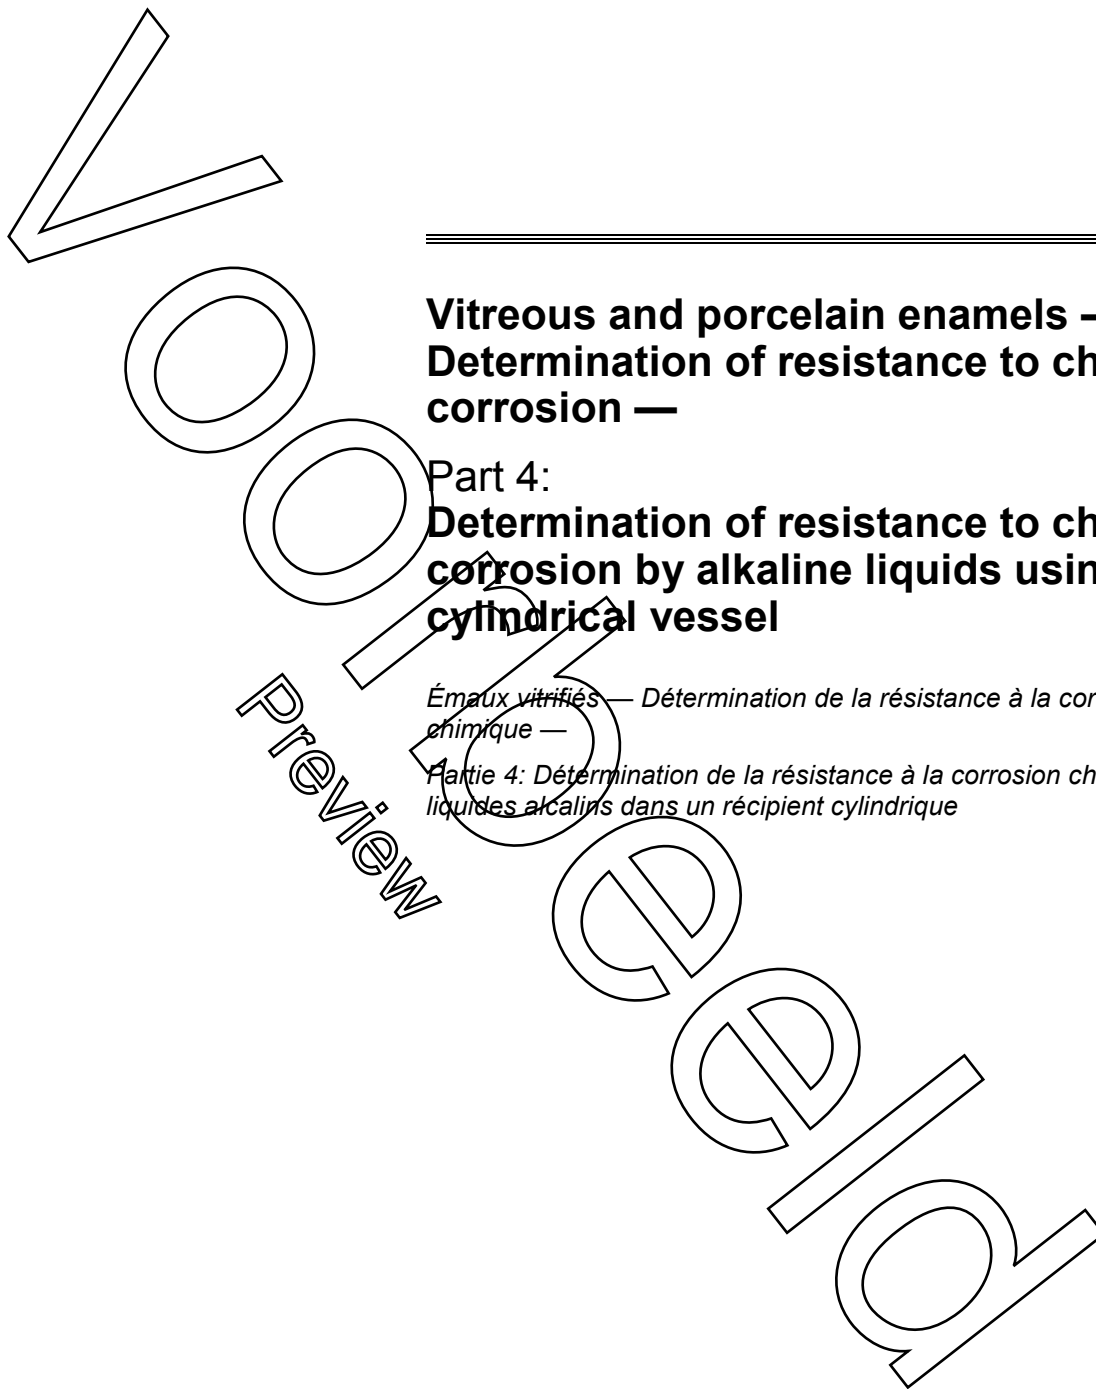 Vitreous and porcelain enamels —
Determination of resistance to ch
corrosion —
Part 4:
Determination of resistance to ch
corrosion by alkaline liquids usin
cylindrical vessel
Émaux vitrifiés — Détermination de la résistance à la cor
chimique —
Partie 4: Détermination de la résistance à la corrosion ch
liquides alcalins dans un récipient cylindrique
Voorbeeld
Preview